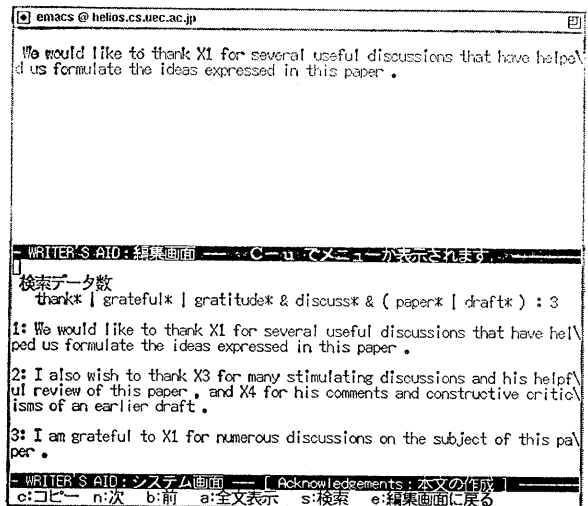 emacs @ helios.cs.uec.ac.jp
We would like to thank X1 for several useful discussions that have helpe\
d us formulate the ideas expressed in this paper .
- WRITER'S AID : 編集画面 ---- C-u でメニューが表示されます.
検索データ数
thank* | grateful* | gratitude* & discuss* & ( paper* | draft* ) : 3
1: We would like to thank X1 for several useful discussions that have hel\
ped us formulate the ideas expressed in this paper .
2: I also wish to thank X3 for many stimulating discussions and his helpf\
ul review of this paper , and X4 for his comments and constructive critic\
isms of an earlier draft .
3: I am grateful to X1 for numerous discussions on the subject of this pa\
per .
- WRITER'S AID : システム画面 ---- [ Acknowledgements : 本文の作成 ] ----
c:コピー n:次 b:前 a:全文表示 s:検索 e:編集画面に戻る